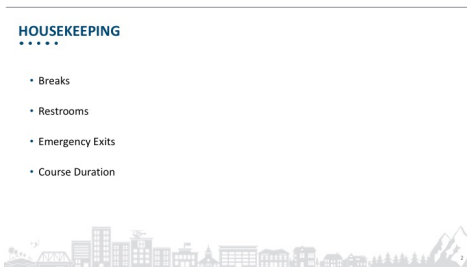 HOUSEKEEPING
• Breaks
• Restrooms
• Emergency Exits
• Course Duration
2